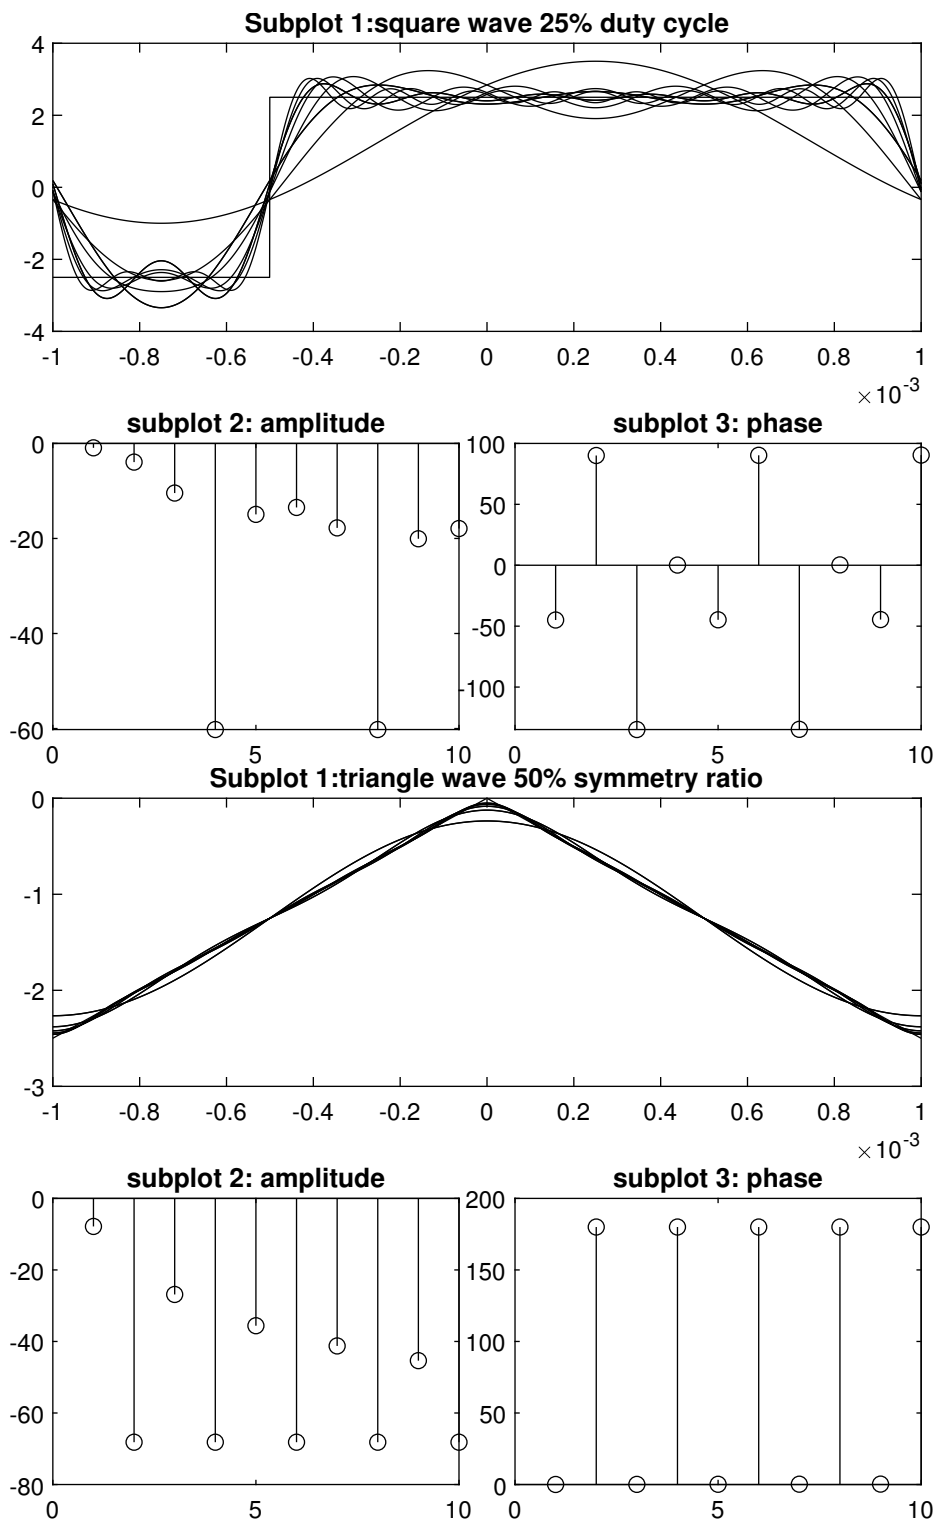 Subplot 1:square wave 25% duty cycle
4
2
0
-2
-4
-1 -0.8 -0.6 -0.4 -0.2 0 0.2 0.4 0.6 0.8 1
×10-3
subplot 2: amplitude
0
-20
-40
-60
0 5 10
subplot 3: phase
100
50
0
-50
-100
0 5 10
Subplot 1:triangle wave 50% symmetry ratio
0
-1
-2
-3
-1 -0.8 -0.6 -0.4 -0.2 0 0.2 0.4 0.6 0.8 1
×10-3
subplot 2: amplitude
0
-20
-40
-60
-80
0 5 10
subplot 3: phase
200
150
100
50
0
0 5 10